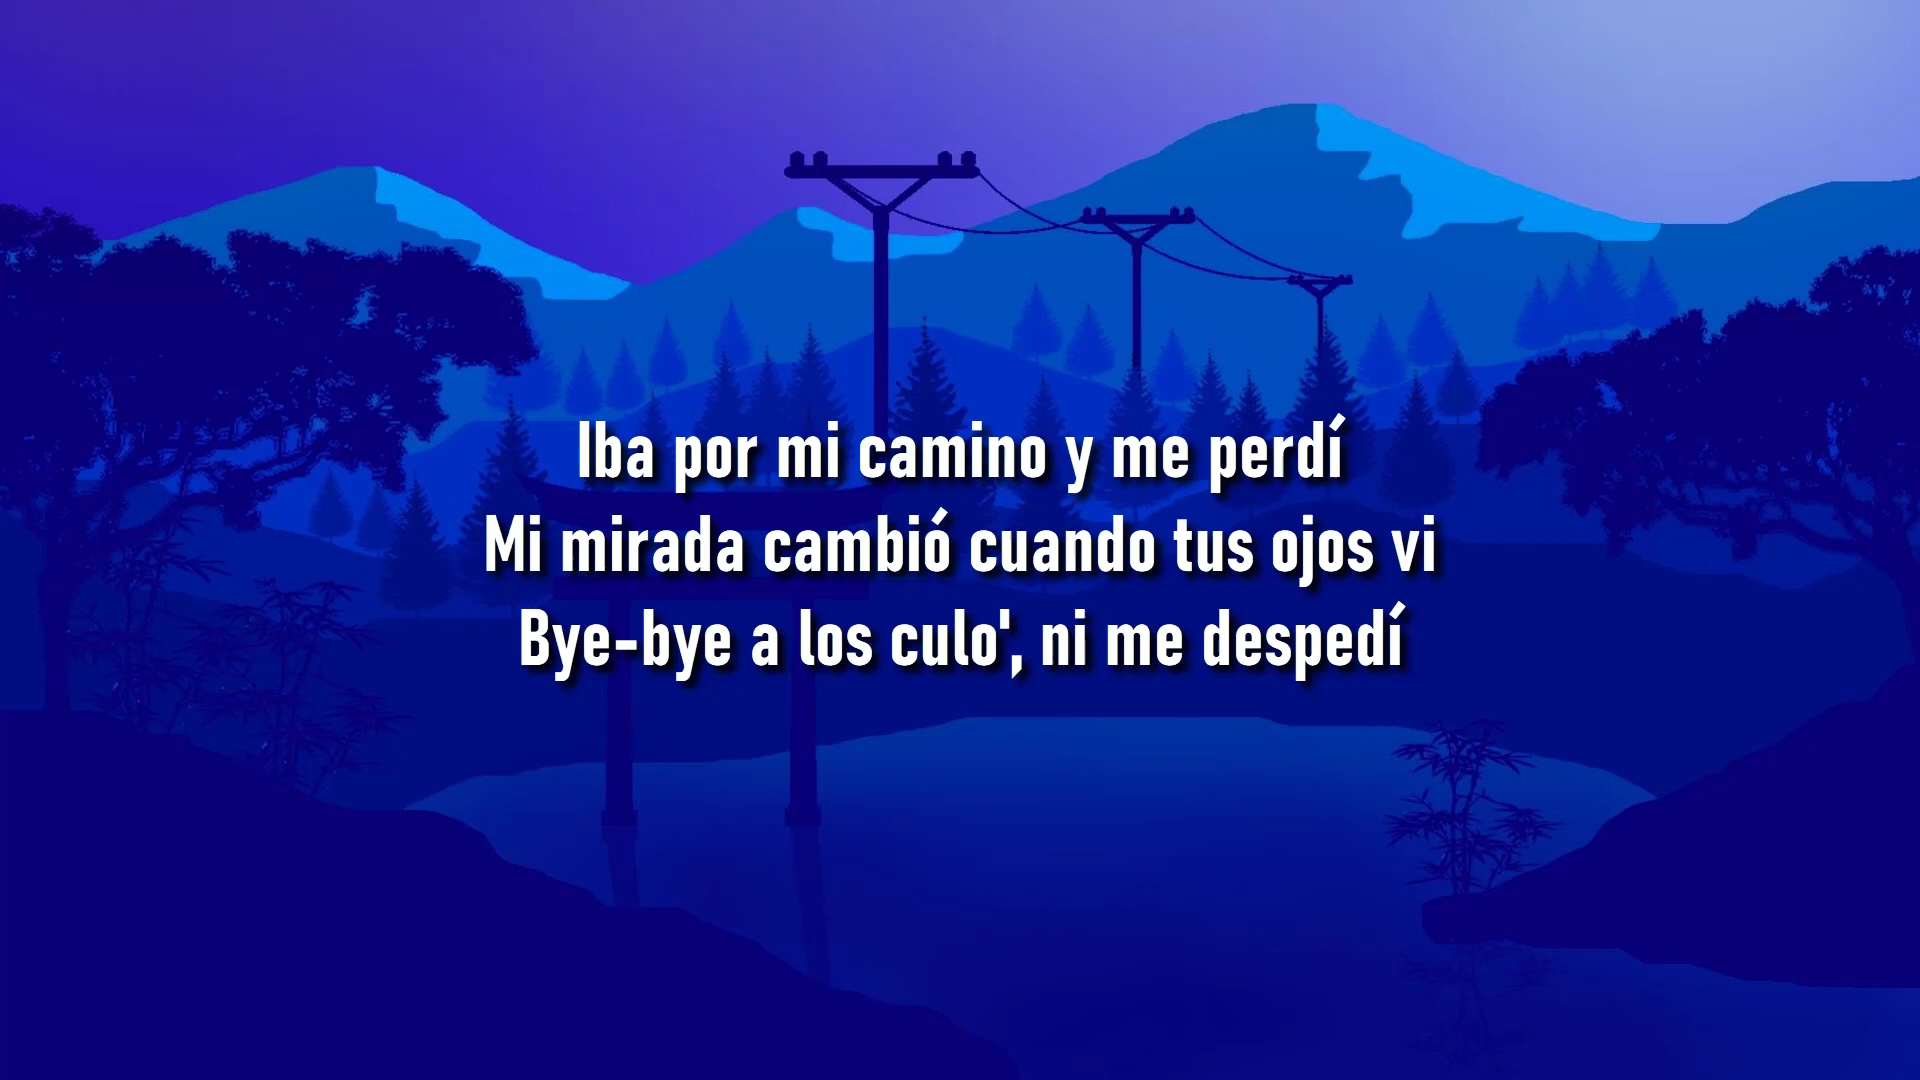 Iba por mi camino y me perdí
Mi mirada cambió cuando tus ojos vi
Bye-bye a los culo', ni me despedí